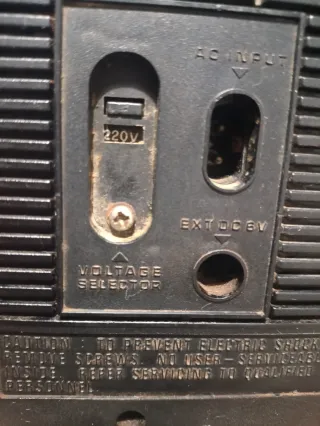 AC INPUT
220V
EXT DC 6V
VOLTAGE
SELECTOR
CAUTION : TO PREVENT ELECTRIC SHOCK
REMOVE SCREWS. NO USER-SERVICEABLE
INSIDE. REFER SERVICING TO QUALIFIED
PERSONNEL